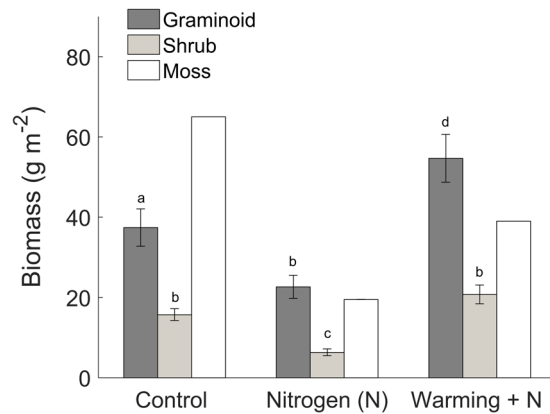 Graminoid
Shrub
Moss
Biomass (g m-2)
80
60
40
20
0
a
b
b
c
d
b
Control
Nitrogen (N)
Warming + N